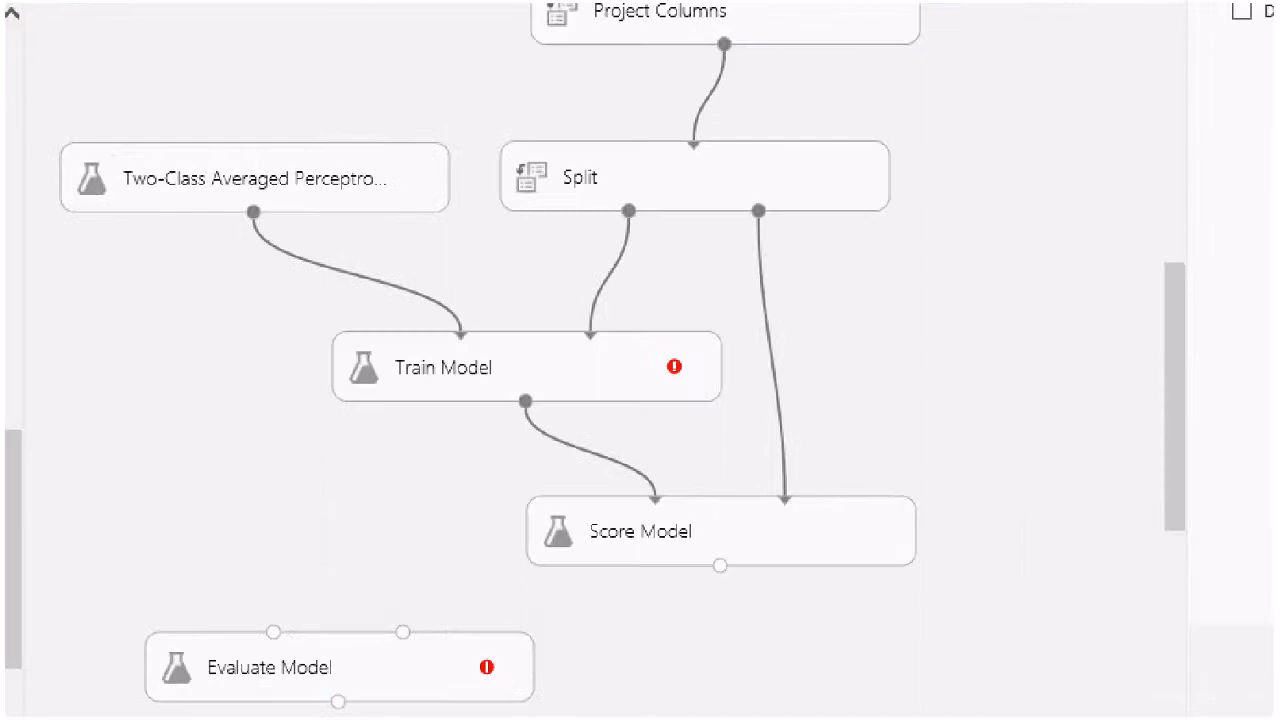 Project Columns
D
Two-Class Averaged Perceptro...
Split
Train Model
Score Model
Evaluate Model